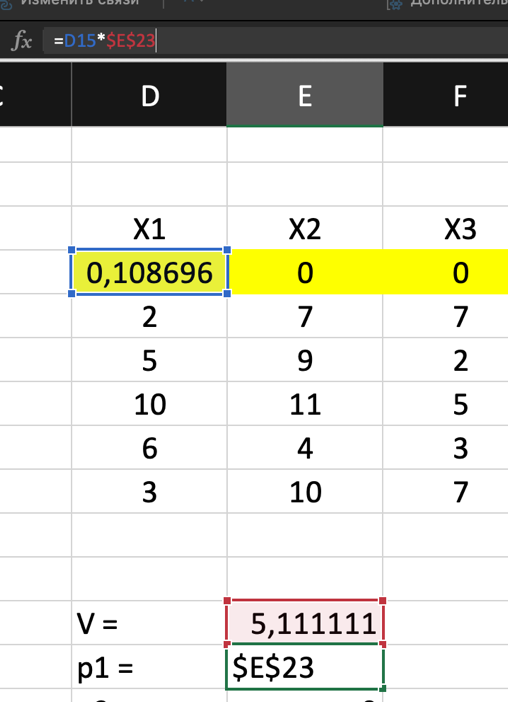 Изменить связи
Дополнитель
fx =D15*$E$23
D E F
X1 X2 X3
0,108696 0 0
2 7 7
5 9 2
10 11 5
6 4 3
3 10 7
V = 5,111111
p1 = $E$23